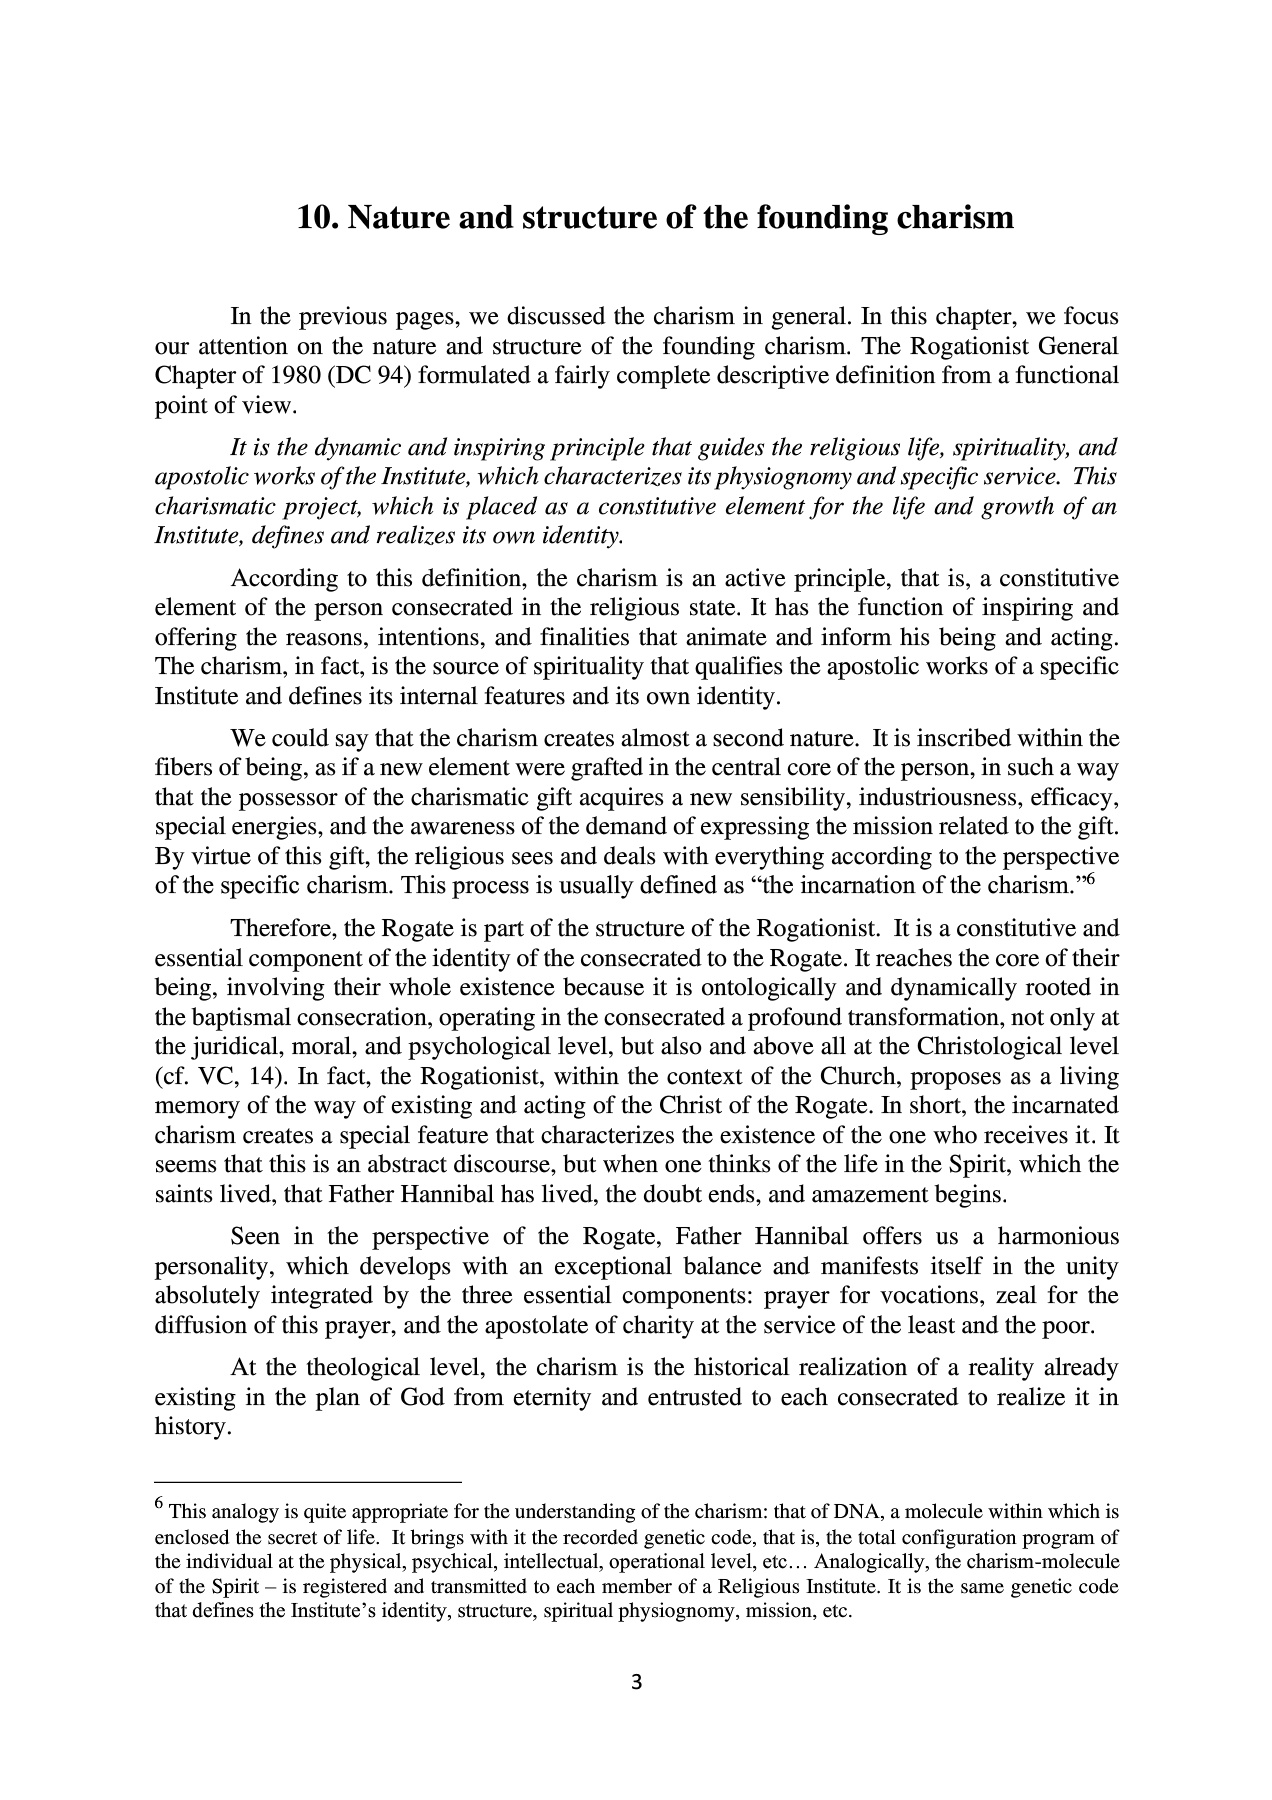 10. Nature and structure of the founding charism
In the previous pages, we discussed the charism in general. In this chapter, we focus
our attention on the nature and structure of the founding charism. The Rogationist General
Chapter of 1980 (DC 94) formulated a fairly complete descriptive definition from a functional
point of view.
It is the dynamic and inspiring principle that guides the religious life, spirituality, and
apostolic works of the Institute, which characterizes its physiognomy and specific service. This
charismatic project, which is placed as a constitutive element for the life and growth of an
Institute, defines and realizes its own identity.
According to this definition, the charism is an active principle, that is, a constitutive
element of the person consecrated in the religious state. It has the function of inspiring and
offering the reasons, intentions, and finalities that animate and inform his being and acting.
The charism, in fact, is the source of spirituality that qualifies the apostolic works of a specific
Institute and defines its internal features and its own identity.
We could say that the charism creates almost a second nature. It is inscribed within the
fibers of being, as if a new element were grafted in the central core of the person, in such a way
that the possessor of the charismatic gift acquires a new sensibility, industriousness, efficacy,
special energies, and the awareness of the demand of expressing the mission related to the gift.
By virtue of this gift, the religious sees and deals with everything according to the perspective
of the specific charism. This process is usually defined as “the incarnation of the charism.”6
Therefore, the Rogate is part of the structure of the Rogationist. It is a constitutive and
essential component of the identity of the consecrated to the Rogate. It reaches the core of their
being, involving their whole existence because it is ontologically and dynamically rooted in
the baptismal consecration, operating in the consecrated a profound transformation, not only at
the juridical, moral, and psychological level, but also and above all at the Christological level
(cf. VC, 14). In fact, the Rogationist, within the context of the Church, proposes as a living
memory of the way of existing and acting of the Christ of the Rogate. In short, the incarnated
charism creates a special feature that characterizes the existence of the one who receives it. It
seems that this is an abstract discourse, but when one thinks of the life in the Spirit, which the
saints lived, that Father Hannibal has lived, the doubt ends, and amazement begins.
Seen in the perspective of the Rogate, Father Hannibal offers us a harmonious
personality, which develops with an exceptional balance and manifests itself in the unity
absolutely integrated by the three essential components: prayer for vocations, zeal for the
diffusion of this prayer, and the apostolate of charity at the service of the least and the poor.
At the theological level, the charism is the historical realization of a reality already
existing in the plan of God from eternity and entrusted to each consecrated to realize it in
history.
6 This analogy is quite appropriate for the understanding of the charism: that of DNA, a molecule within which is
enclosed the secret of life. It brings with it the recorded genetic code, that is, the total configuration program of
the individual at the physical, psychical, intellectual, operational level, etc… Analogically, the charism-molecule
of the Spirit – is registered and transmitted to each member of a Religious Institute. It is the same genetic code
that defines the Institute’s identity, structure, spiritual physiognomy, mission, etc.
3